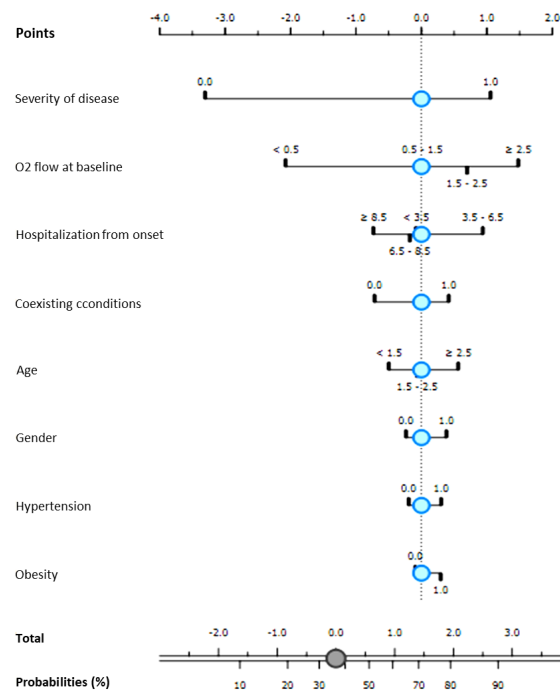 Points
-4.0 -3.0 -2.0 -1.0 0.0 1.0 2.0
0.0 1.0
Severity of disease
< 0.5 0.5 - 1.5 ≥ 2.5
O2 flow at baseline
1.5 - 2.5
≥ 8.5 < 3.5 3.5 - 6.5
Hospitalization from onset
6.5 - 8.5
0.0 1.0
Coexisting cconditions
< 1.5 ≥ 2.5
Age
1.5 - 2.5
0.0 1.0
Gender
0.0 1.0
Hypertension
0.0
Obesity
1.0
Total
-2.0 -1.0 0.0 1.0 2.0 3.0
Probabilities (%)
10 20 30 50 60 70 80 90